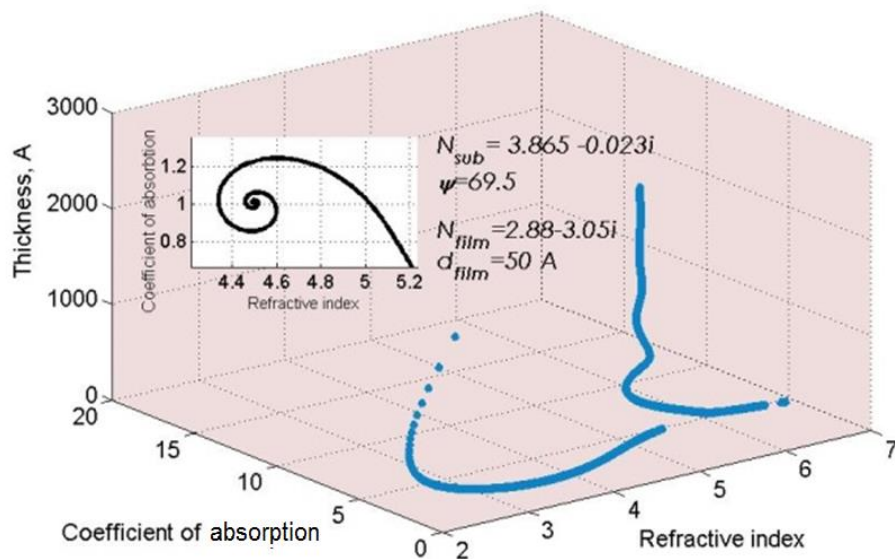 Thickness, A
3000
2000
1000
0
20
15
10
5
0
Coefficient of absorption
2
3
4
5
6
7
Refractive index
Coefficient of absorbtion
1.2
1
0.8
4.4 4.6 4.8 5 5.2
Refractive index
N_sub= 3.865 -0.023i
ψ=69.5
N_film=2.88-3.05i
d_film=50 A